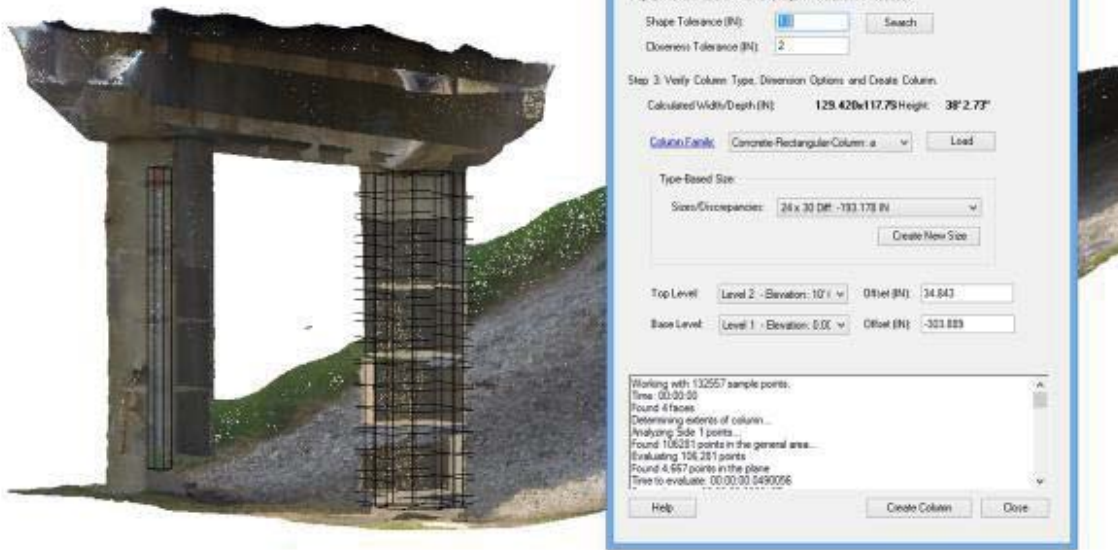 Shape Tolerance (IN): Search
Closeness Tolerance (IN): 2
Step 3: Verify Column Type, Dimension Options and Create Column.
Calculated Width/Depth (IN): 129.420x117.75 Height: 38'2.73"
Column Family: Concrete-Rectangular-Column: a Load
Type-Based Size:
Sizes/Discrepancies: 24 x 30 Diff: -193.178 IN
Create New Size
Top Level: Level 2 - Elevation: 10' Offset (IN): 34.843
Base Level: Level 1 - Elevation: 0.0 Offset (IN): -303.889
Working with 132557 sample points.
Time: 00:00:00
Found 4 faces
Determining extents of column...
Analyzing Side 1 points...
Found 106281 points in the general area...
Evaluating 106,281 points
Found 4,667 points in the plane
Time to evaluate: 00:00:00.0490056
Help Create Column Close